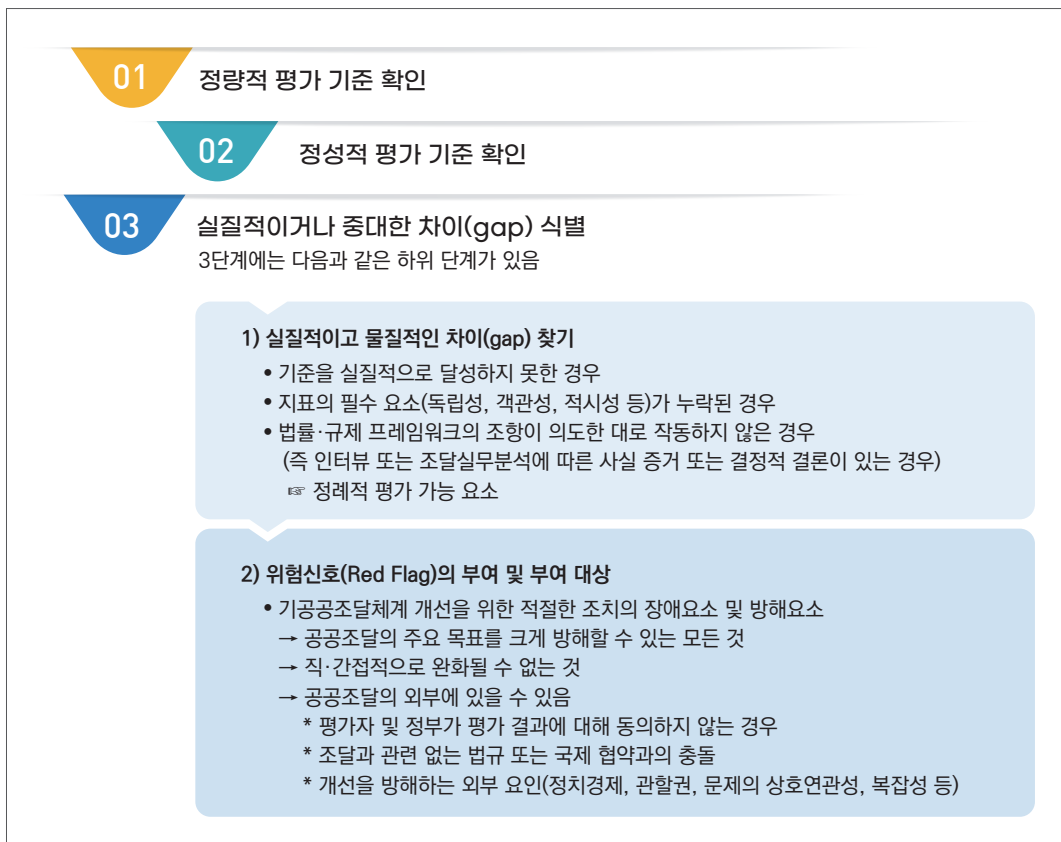 01
정량적 평가 기준 확인
02
정성적 평가 기준 확인
03
실질적이거나 중대한 차이(gap) 식별
3단계에는 다음과 같은 하위 단계가 있음
1) 실질적이고 물질적인 차이(gap) 찾기
• 기준을 실질적으로 달성하지 못한 경우
• 지표의 필수 요소(독립성, 객관성, 적시성 등)가 누락된 경우
• 법률·규제 프레임워크의 조항이 의도한 대로 작동하지 않은 경우
(즉 인터뷰 또는 조달실무분석에 따른 사실 증거 또는 결정적 결론이 있는 경우)
☞ 정례적 평가 가능 요소
2) 위험신호(Red Flag)의 부여 및 부여 대상
• 기공공조달체계 개선을 위한 적절한 조치의 장애요소 및 방해요소
→ 공공조달의 주요 목표를 크게 방해할 수 있는 모든 것
→ 직·간접적으로 완화될 수 없는 것
→ 공공조달의 외부에 있을 수 있음
* 평가자 및 정부가 평가 결과에 대해 동의하지 않는 경우
* 조달과 관련 없는 법규 또는 국제 협약과의 충돌
* 개선을 방해하는 외부 요인(정치경제, 관할권, 문제의 상호연관성, 복잡성 등)